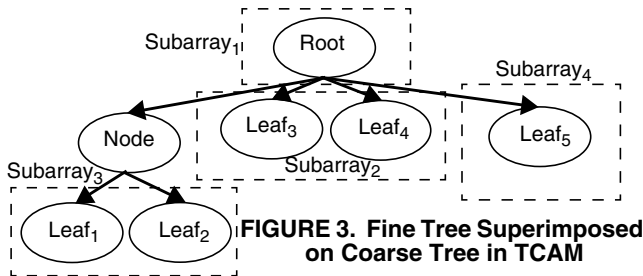 Subarray1
Root
Subarray4
Node
Leaf3
Leaf4
Leaf5
Subarray2
Subarray3
Leaf1
Leaf2
FIGURE 3. Fine Tree Superimposed
on Coarse Tree in TCAM